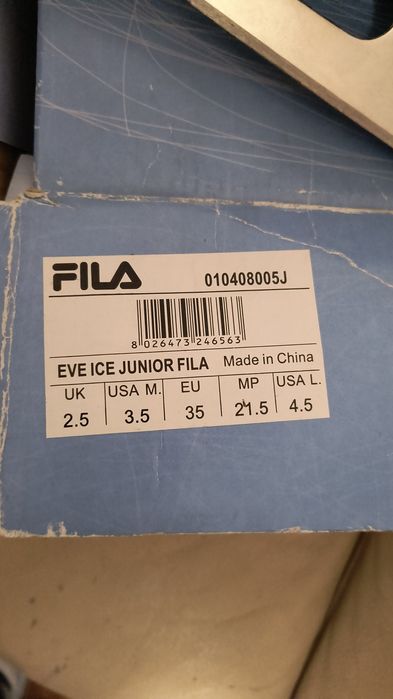 FILA 010408005J
8 026473 246563
EVE ICE JUNIOR FILA Made in China
UK USA M. EU MP USA L.
2.5 3.5 35 21.5 4.5